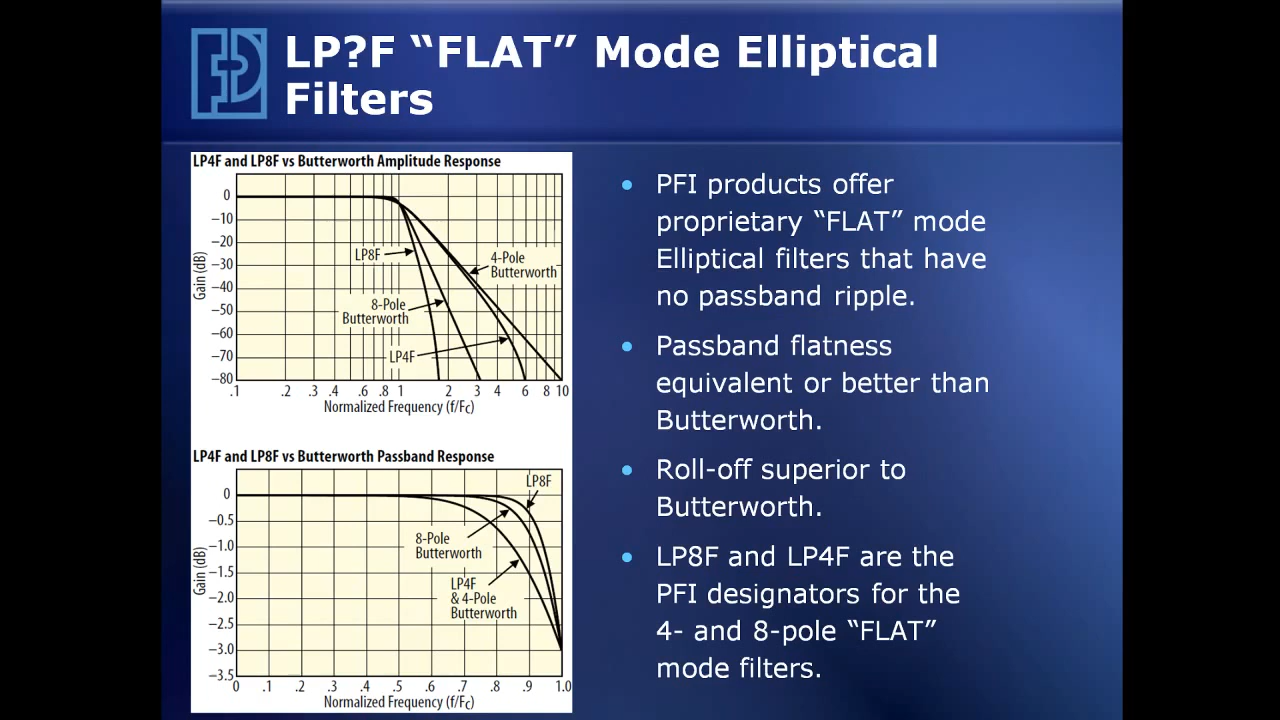 LP?F “FLAT” Mode Elliptical
Filters
LP4F and LP8F vs Butterworth Amplitude Response
0
−10
−20
−30
−40
−50
−60
−70
−80
Gain (dB)
LP8F
4-Pole
Butterworth
8-Pole
Butterworth
LP4F
.1 .2 .3 .4 .6 .8 1 2 3 4 6 8 10
Normalized Frequency (f/Fc)
LP4F and LP8F vs Butterworth Passband Response
0
−0.5
−1.0
−1.5
−2.0
−2.5
−3.0
−3.5
Gain (dB)
LP8F
8-Pole
Butterworth
LP4F
& 4-Pole
Butterworth
0 .1 .2 .3 .4 .5 .6 .7 .8 .9 1.0
Normalized Frequency (f/Fc)
• PFI products offer
proprietary “FLAT” mode
Elliptical filters that have
no passband ripple.
• Passband flatness
equivalent or better than
Butterworth.
• Roll-off superior to
Butterworth.
• LP8F and LP4F are the
PFI designators for the
4- and 8-pole “FLAT”
mode filters.